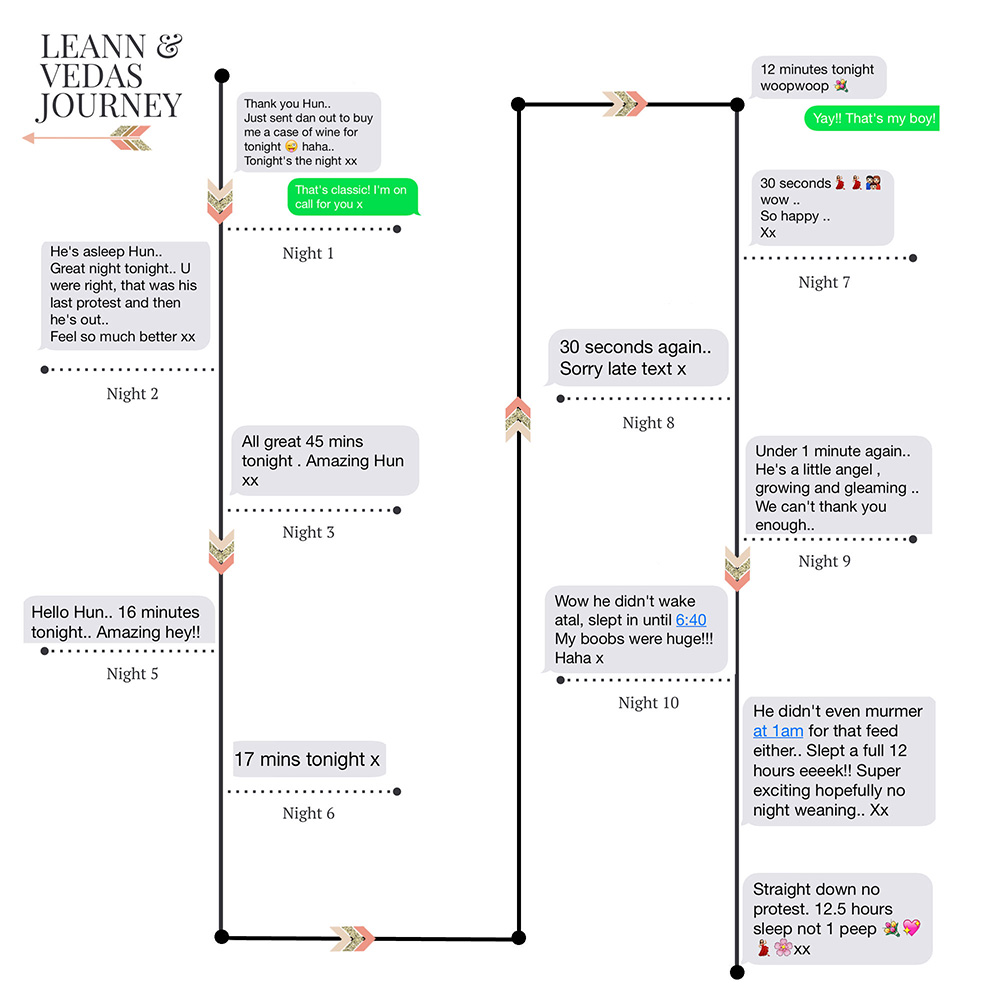 LEANN &
VEDAS
JOURNEY
Thank you Hun..
Just sent dan out to buy
me a case of wine for
tonight 😜 haha..
Tonight's the night xx
That's classic! I'm on
call for you x
Night 1
He's asleep Hun..
Great night tonight.. U
were right, that was his
last protest and then
he's out..
Feel so much better xx
Night 2
All great 45 mins
tonight . Amazing Hun
xx
Night 3
Hello Hun.. 16 minutes
tonight.. Amazing hey!!
Night 5
17 mins tonight x
Night 6
12 minutes tonight
woopwoop 💐
Yay!! That's my boy!
30 seconds 💃💃👨‍👩‍👧‍👦
wow ..
So happy ..
Xx
Night 7
30 seconds again..
Sorry late text x
Night 8
Under 1 minute again..
He's a little angel ,
growing and gleaming ..
We can't thank you
enough..
Night 9
Wow he didn't wake
atal, slept in until 6:40
My boobs were huge!!!
Haha x
Night 10
He didn't even murmer
at 1am for that feed
either.. Slept a full 12
hours eeeek!! Super
exciting hopefully no
night weaning.. Xx
Straight down no
protest. 12.5 hours
sleep not 1 peep 💐💖
💃🌸xx